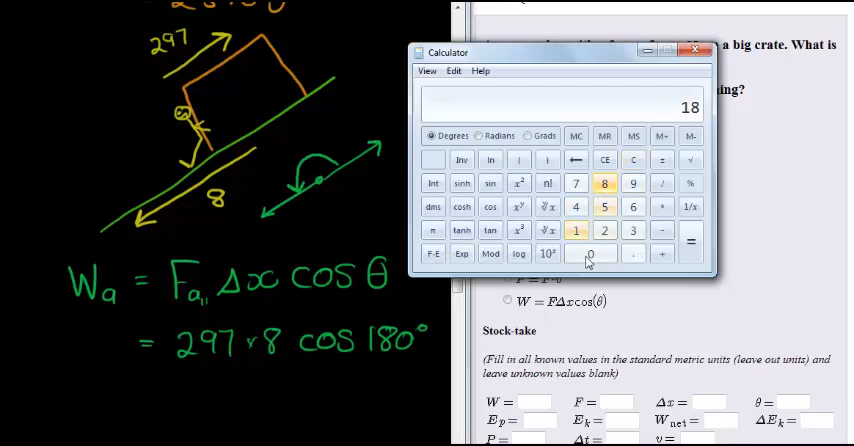 297
8
Wₐ = Fₐ,, Δx cos θ
= 297 × 8 cos 180°
Calculator
View Edit Help
18
Degrees Radians Grads MC MR MS M+ M-
Inv ln ( ) ← CE C ± √
Int sinh sin x² n! 7 8 9 / %
dms cosh cos xʸ ʸ√x 4 5 6 * 1/x
π tanh tan x³ ³√x 1 2 3 - =
F-E Exp Mod log 10ˣ 0 . +
a big crate. What is
ing?
W = FΔx cos(θ)
Stock-take
(Fill in all known values in the standard metric units (leave out units) and
leave unknown values blank)
W = F = Δx = θ =
Eₚ = Eₖ = Wₙₑₜ = ΔEₖ =
P = Δt = v =